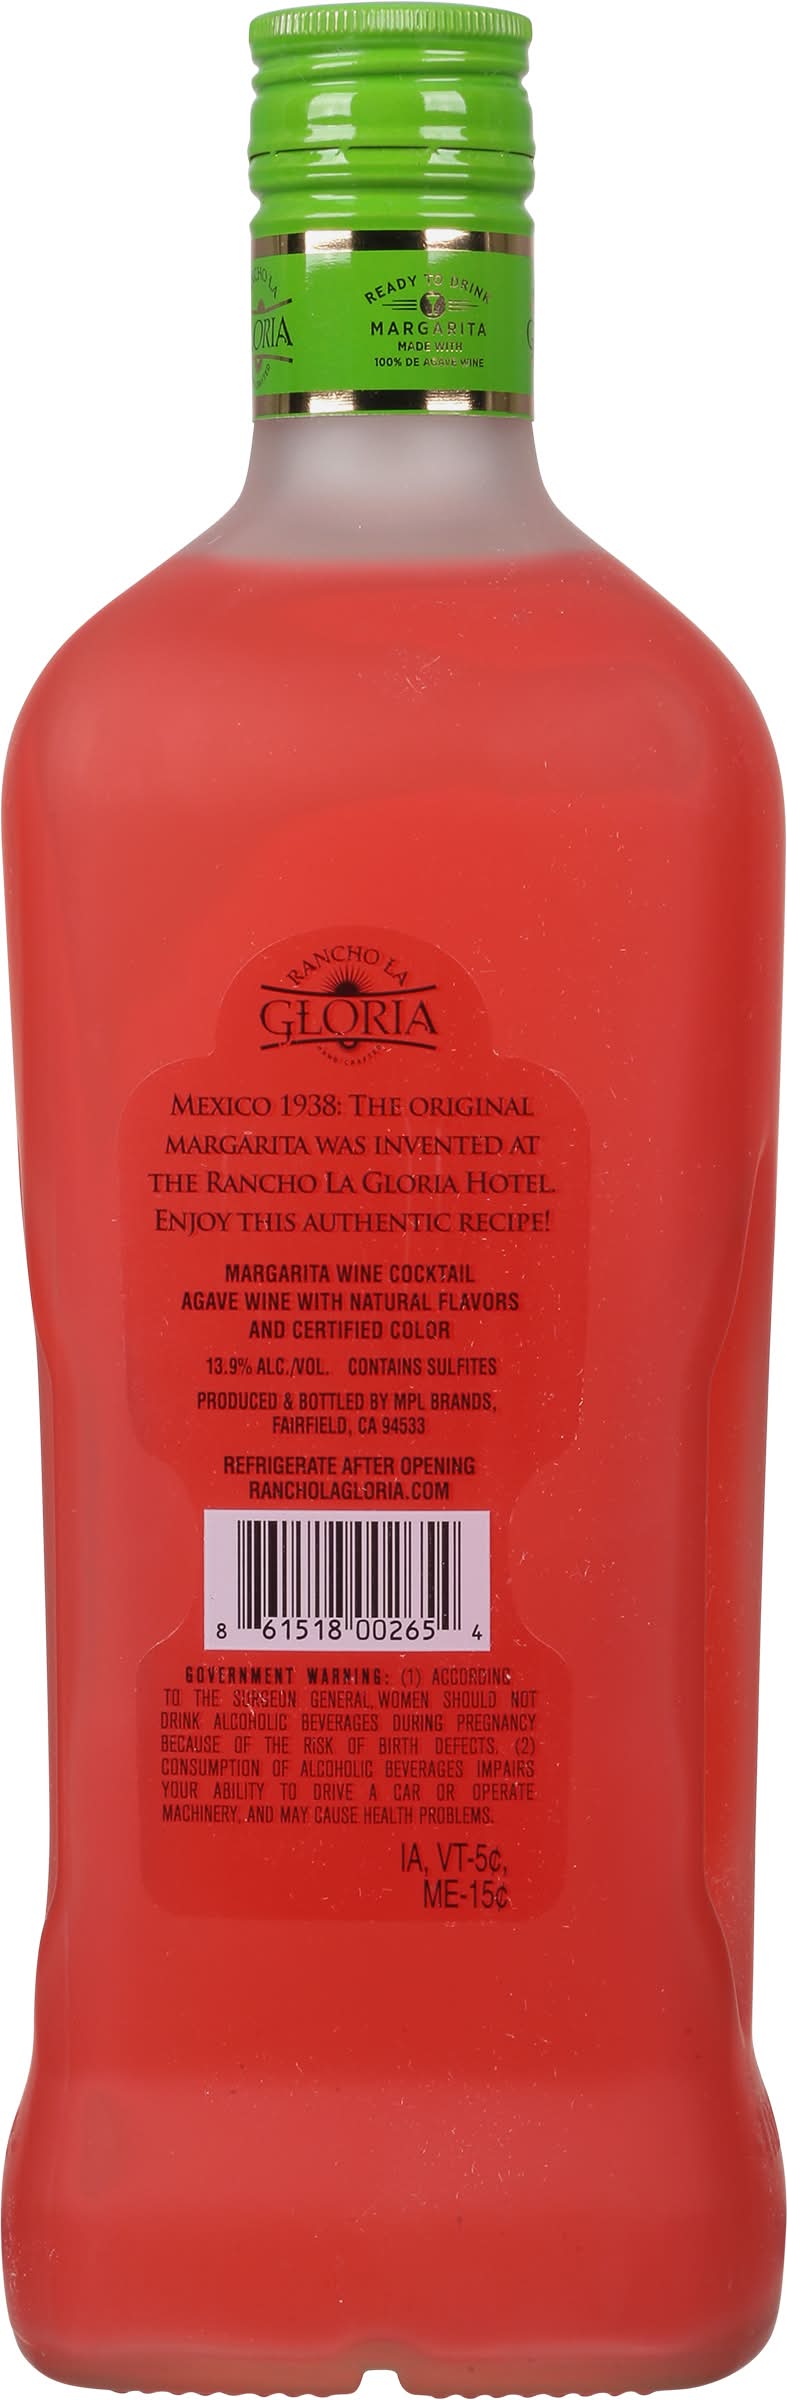 READY TO DRINK
MARGARITA
MADE WITH
100% DE AGAVE WINE
RANCHO LA
GLORIA
HANDCRAFTED
MEXICO 1938: THE ORIGINAL
MARGARITA WAS INVENTED AT
THE RANCHO LA GLORIA HOTEL.
ENJOY THIS AUTHENTIC RECIPE!
MARGARITA WINE COCKTAIL
AGAVE WINE WITH NATURAL FLAVORS
AND CERTIFIED COLOR
13.9% ALC./VOL. CONTAINS SULFITES
PRODUCED & BOTTLED BY MPL BRANDS,
FAIRFIELD, CA 94533
REFRIGERATE AFTER OPENING
RANCHOLAGLORIA.COM
8 61518 00265 4
GOVERNMENT WARNING: (1) ACCORDING
TO THE SURGEON GENERAL, WOMEN SHOULD NOT
DRINK ALCOHOLIC BEVERAGES DURING PREGNANCY
BECAUSE OF THE RISK OF BIRTH DEFECTS. (2)
CONSUMPTION OF ALCOHOLIC BEVERAGES IMPAIRS
YOUR ABILITY TO DRIVE A CAR OR OPERATE
MACHINERY, AND MAY CAUSE HEALTH PROBLEMS.
IA, VT-5¢,
ME-15¢